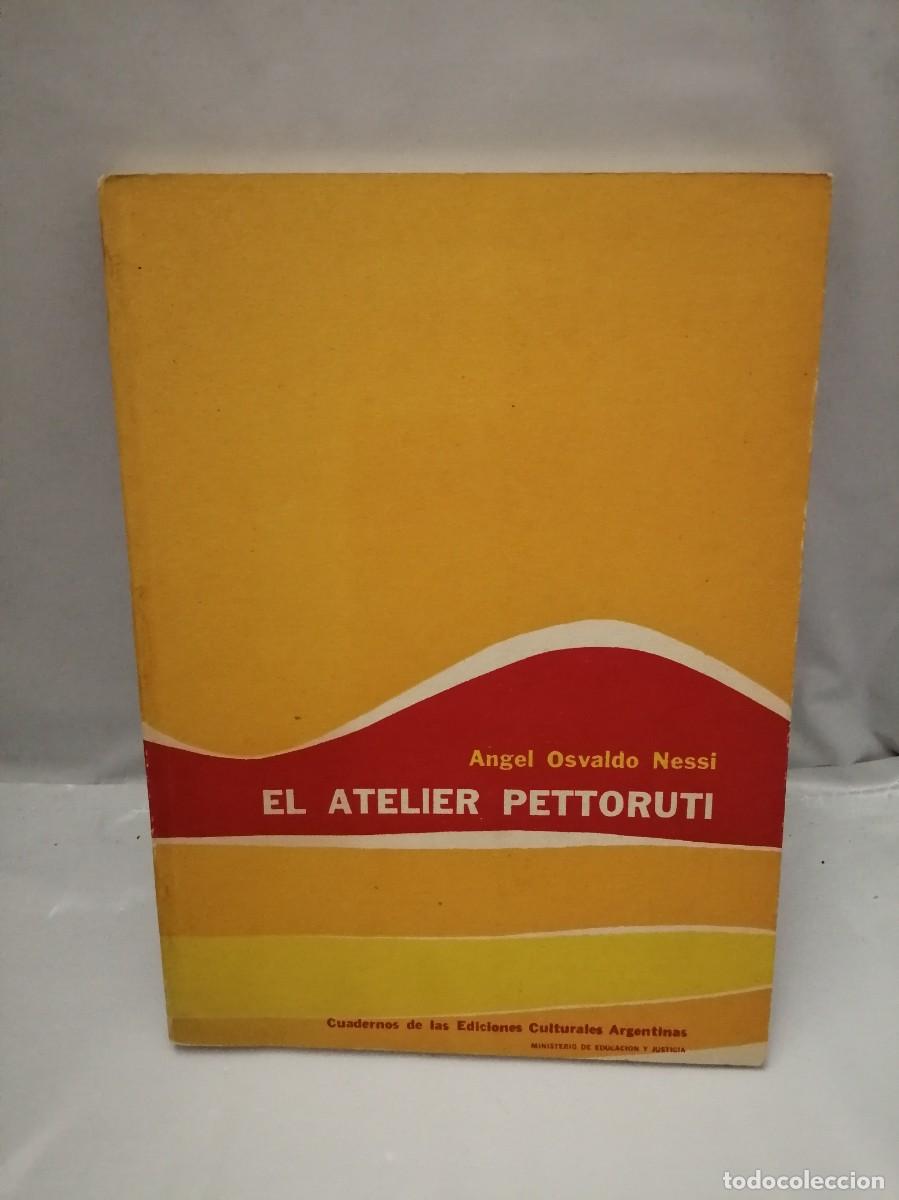 Angel Osvaldo Nessi
EL ATELIER PETTORUTI
Cuadernos de las Ediciones Culturales Argentinas
MINISTERIO DE EDUCACION Y JUSTICIA
todocoleccion